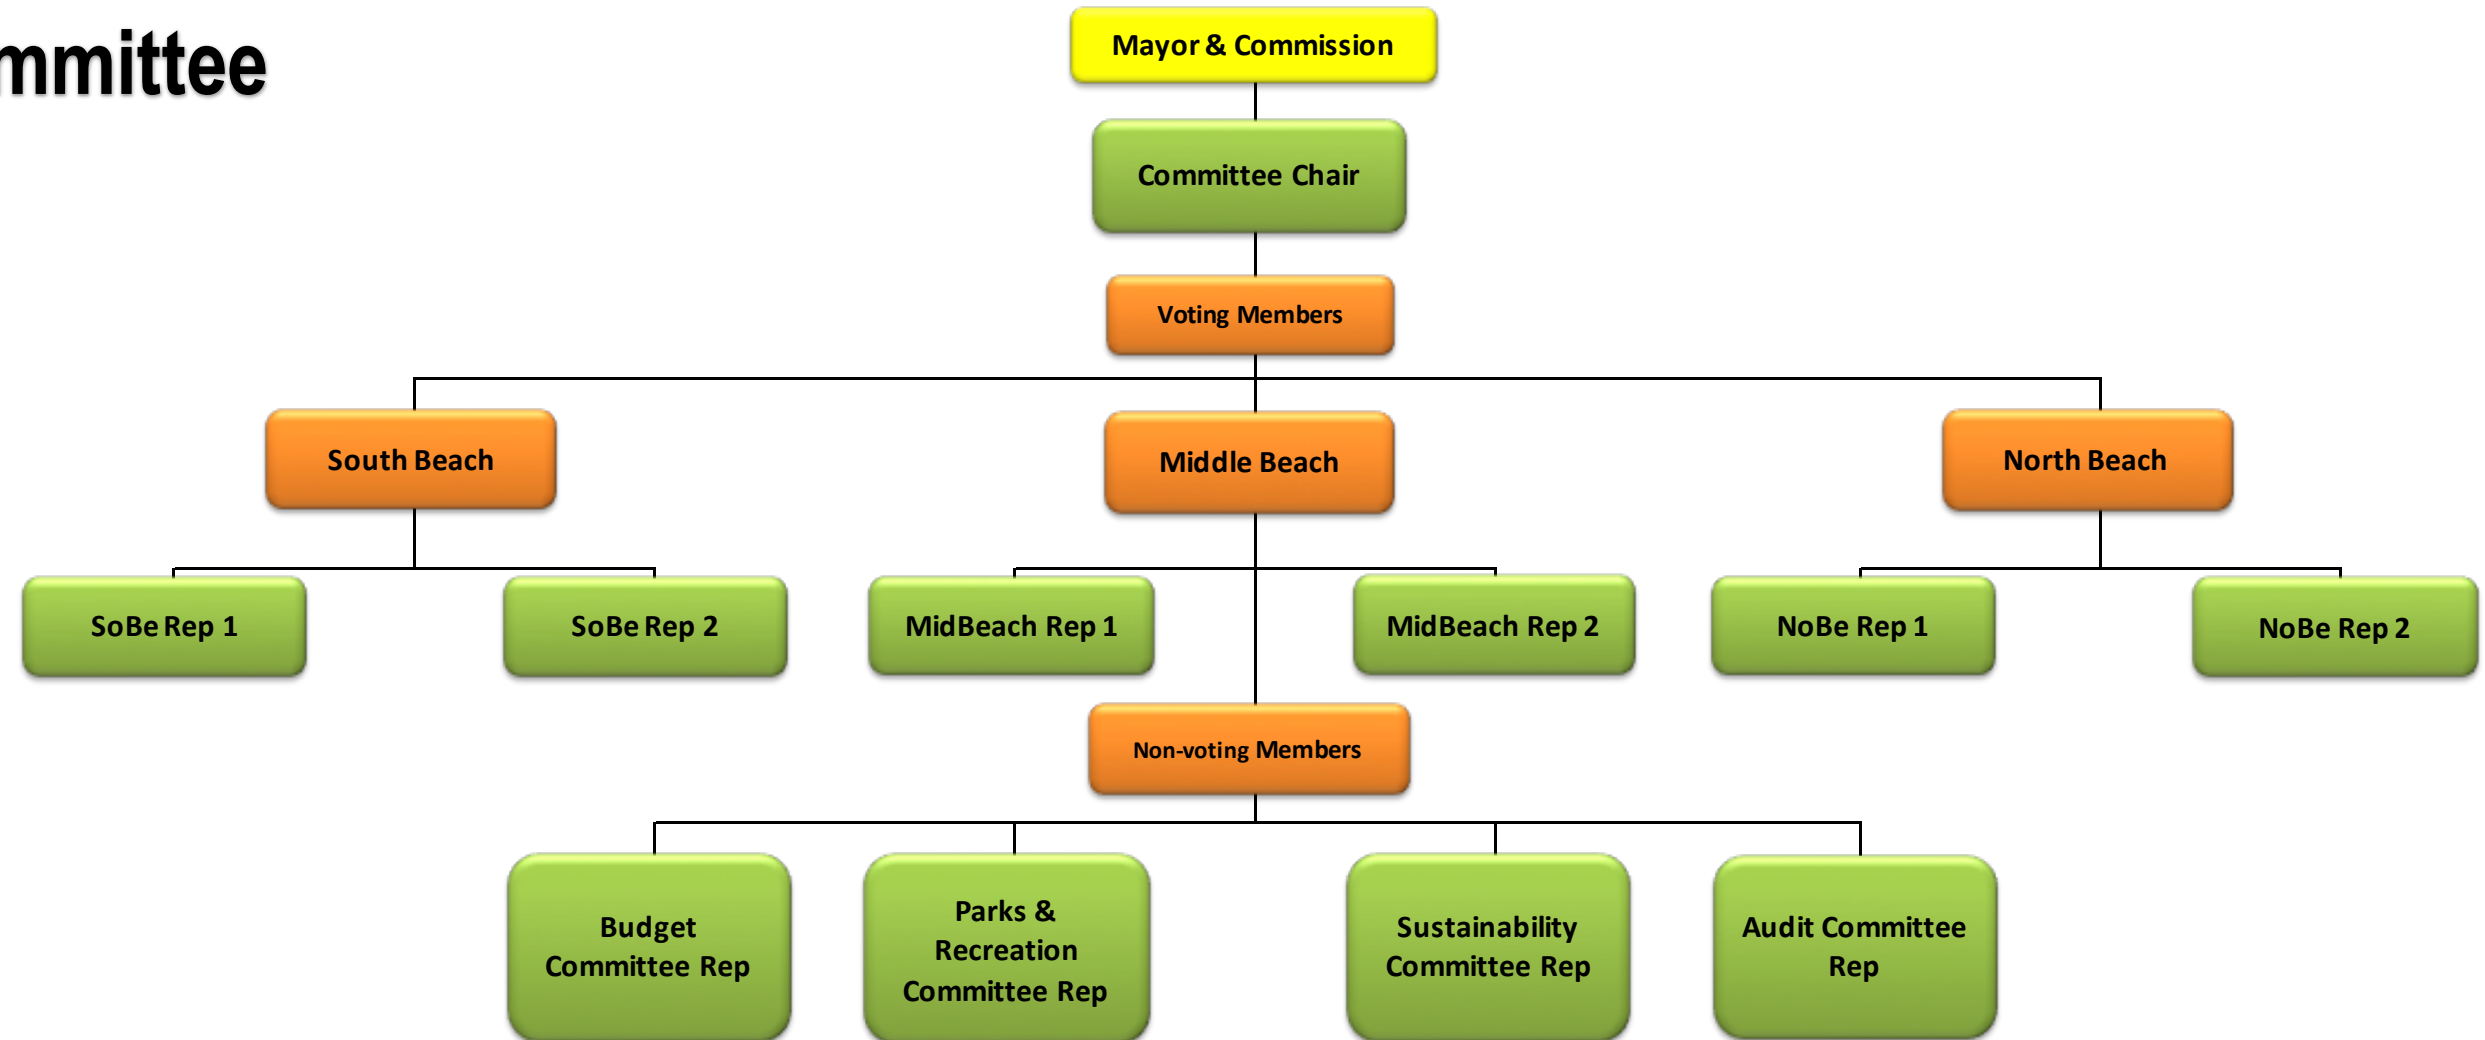 mmittee
Mayor & Commission
Committee Chair
Voting Members
South Beach
Middle Beach
North Beach
SoBe Rep 1
SoBe Rep 2
MidBeach Rep 1
MidBeach Rep 2
NoBe Rep 1
NoBe Rep 2
Non-voting Members
Budget
Committee Rep
Parks &
Recreation
Committee Rep
Sustainability
Committee Rep
Audit Committee
Rep